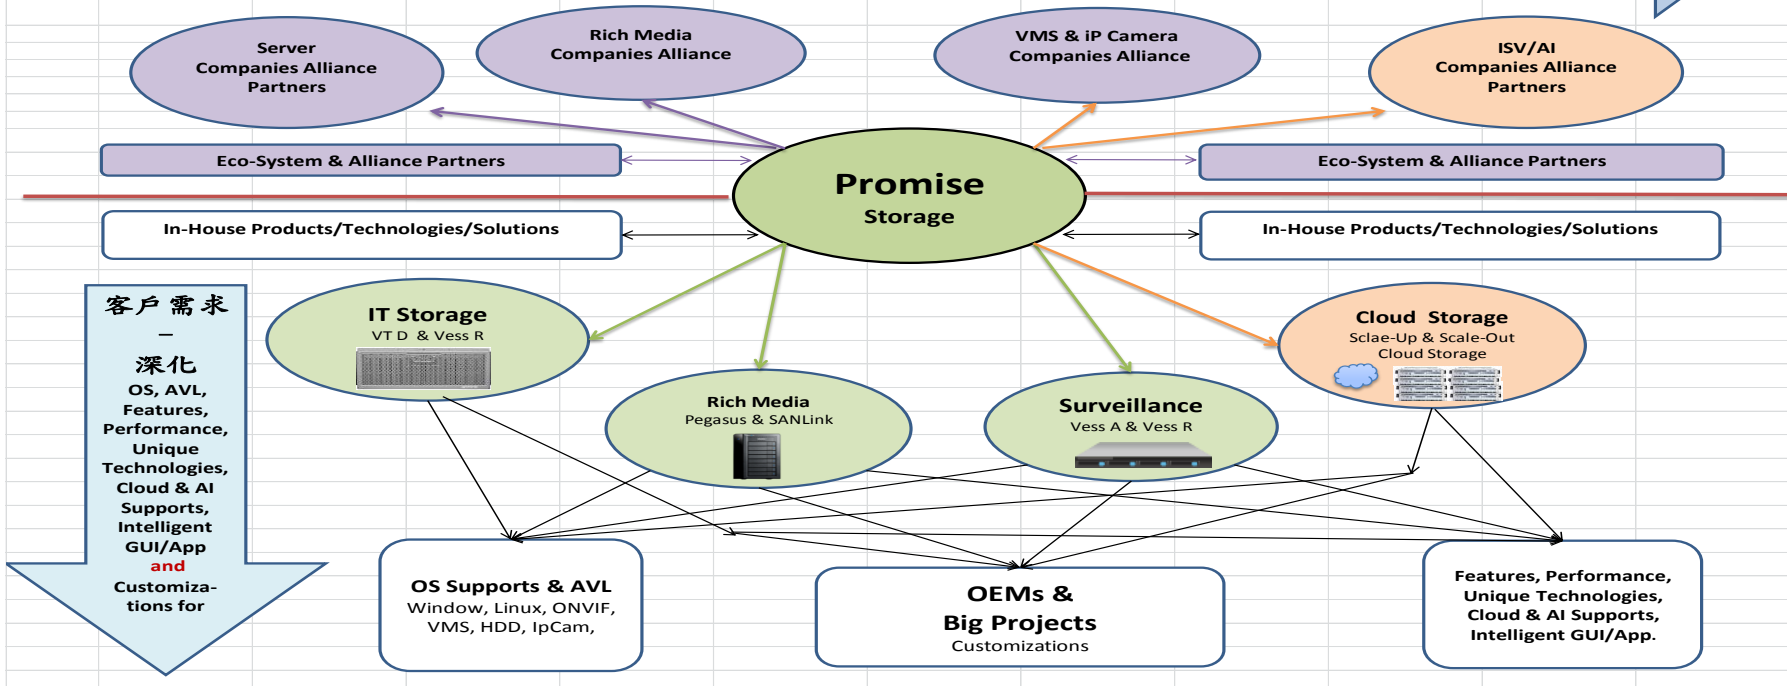 Server
Companies Alliance
Partners
Rich Media
Companies Alliance
VMS & iP Camera
Companies Alliance
ISV/AI
Companies Alliance
Partners
Eco-System & Alliance Partners
Promise
Storage
Eco-System & Alliance Partners
In-House Products/Technologies/Solutions
In-House Products/Technologies/Solutions
客戶需求
–
深化
OS, AVL,
Features,
Performance,
Unique
Technologies,
Cloud & AI
Supports,
Intelligent
GUI/App
and
Customiza-
tions for
IT Storage
VT D & Vess R
Rich Media
Pegasus & SANLink
Surveillance
Vess A & Vess R
Cloud Storage
Sclae-Up & Scale-Out
Cloud Storage
OS Supports & AVL
Window, Linux, ONVIF,
VMS, HDD, IpCam,
OEMs &
Big Projects
Customizations
Features, Performance,
Unique Technologies,
Cloud & AI Supports,
Intelligent GUI/App.